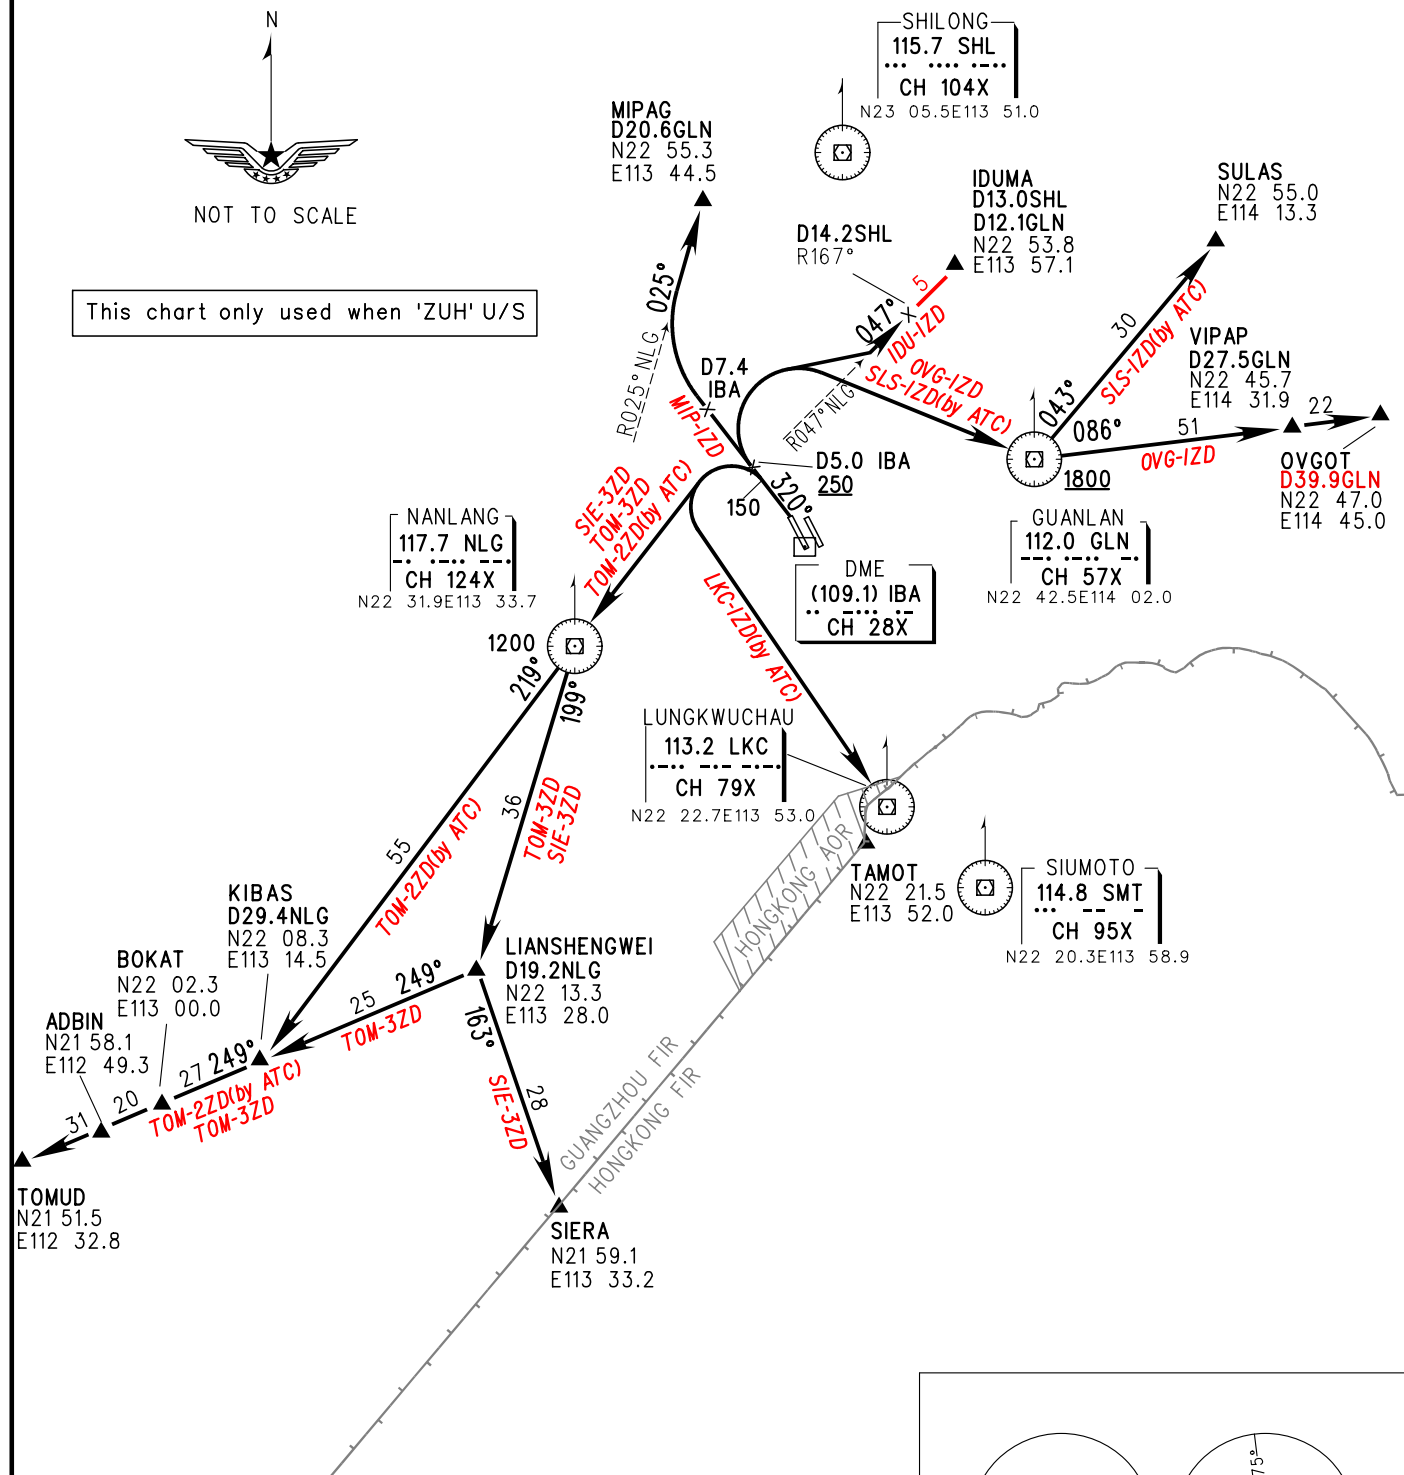 N
NOT TO SCALE
This chart only used when 'ZUH' U/S
SHILONG
115.7 SHL
CH 104X
N23 05.5E113 51.0
MIPAG
D20.6GLN
N22 55.3
E113 44.5
IDUMA
D13.0SHL
D12.1GLN
N22 53.8
E113 57.1
SULAS
N22 55.0
E114 13.3
D14.2SHL
R167°
5
025°
R025° NLG
047°
IDU-IZD
R047° NLG
D7.4
IBA
MIP-IZD
OVG-IZD
SLS-IZD(by ATC)
30
SLS-IZD(by ATC)
043°
086°
VIPAP
D27.5GLN
N22 45.7
E114 31.9
51
22
OVG-IZD
1800
OVGOT
D39.9GLN
N22 47.0
E114 45.0
D5.0 IBA
250
150
320°
SIE-3ZD
TOM-3ZD
TOM-2ZD(by ATC)
NANLANG
117.7 NLG
CH 124X
N22 31.9E113 33.7
GUANLAN
112.0 GLN
CH 57X
N22 42.5E114 02.0
DME
(109.1) IBA
CH 28X
LKC-IZD(by ATC)
1200
219°
199°
LUNGKWUCHAU
113.2 LKC
CH 79X
N22 22.7E113 53.0
36
TOM-3ZD
SIE-3ZD
55
TOM-2ZD(by ATC)
HONGKONG AOR
TAMOT
N22 21.5
E113 52.0
SIUMOTO
114.8 SMT
CH 95X
N22 20.3E113 58.9
KIBAS
D29.4NLG
N22 08.3
E113 14.5
LIANSHENGWEI
D19.2NLG
N22 13.3
E113 28.0
BOKAT
N22 02.3
E113 00.0
ADBIN
N21 58.1
E112 49.3
25
249°
TOM-3ZD
163°
28
SIE-3ZD
27
249°
20
31
TOM-2ZD(by ATC)
TOM-3ZD
GUANGZHOU FIR
HONGKONG FIR
TOMUD
N21 51.5
E112 32.8
SIERA
N21 59.1
E113 33.2
75°